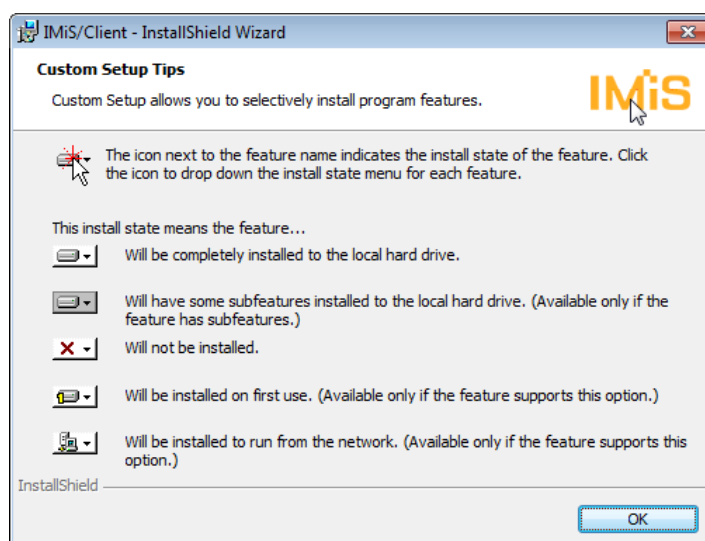 IMiS/Client - InstallShield Wizard
Custom Setup Tips
Custom Setup allows you to selectively install program features.
IMiS
The icon next to the feature name indicates the install state of the feature. Click
the icon to drop down the install state menu for each feature.
This install state means the feature...
Will be completely installed to the local hard drive.
Will have some subfeatures installed to the local hard drive. (Available only if the
feature has subfeatures.)
Will not be installed.
Will be installed on first use. (Available only if the feature supports this option.)
Will be installed to run from the network. (Available only if the feature supports this
option.)
InstallShield
OK